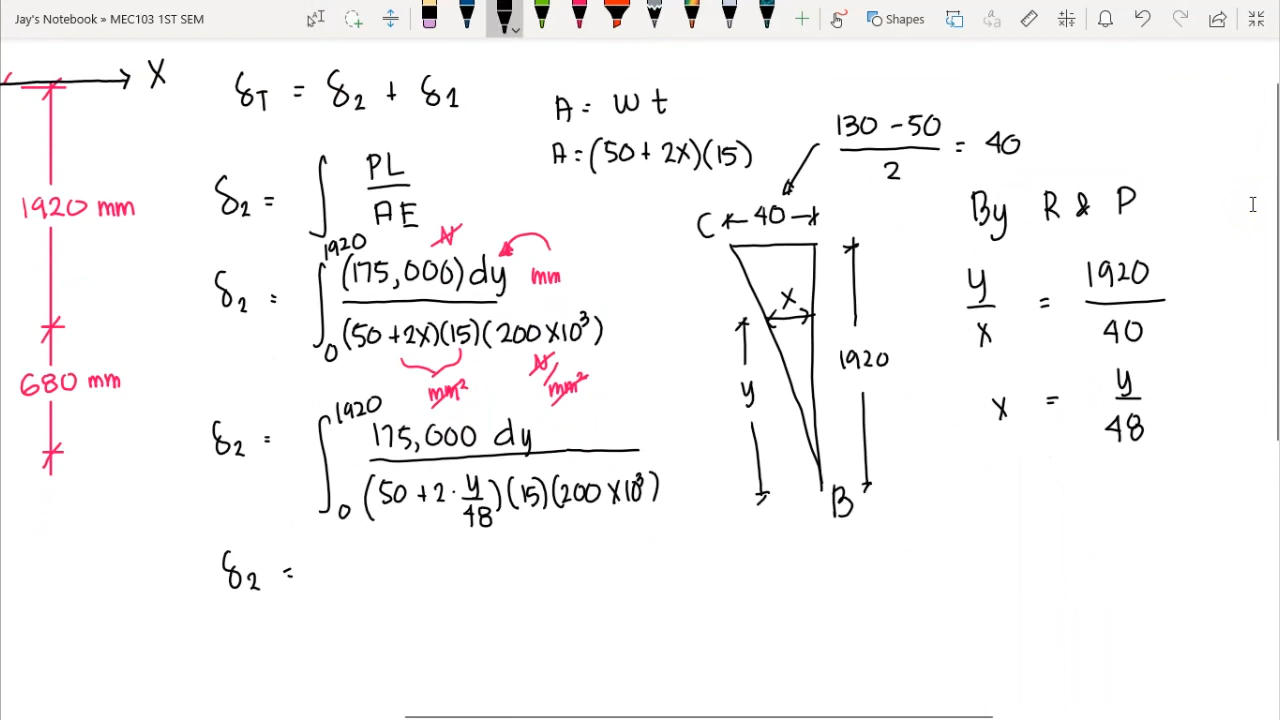 Jay's Notebook » MEC103 1ST SEM
Shapes
X
1920 mm
680 mm
δT = δ2 + δ1
δ2 = ∫ PL / AE
δ2 = ∫0^1920 (175,000) dy / (50 + 2X)(15)(200 X10³)
N
mm
mm²
N/mm²
δ2 = ∫0^1920 175,000 dy / (50 + 2 · y/48)(15)(200 X10³)
δ2 =
A = w t
A = (50 + 2X)(15)
130 - 50 / 2 = 40
C 40
X
y
1920
B
By R & P
y / x = 1920 / 40
x = y / 48